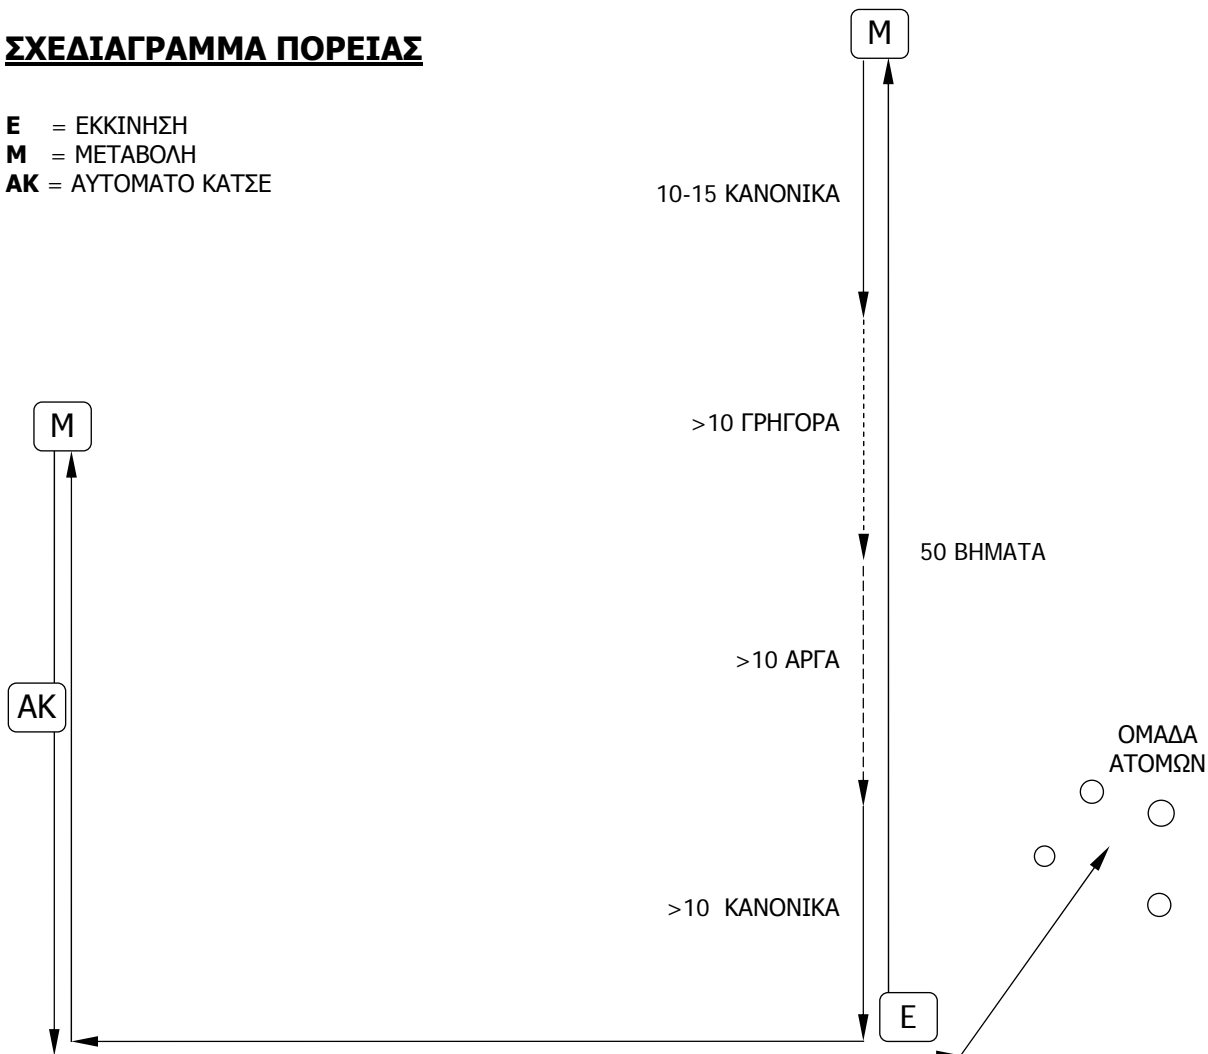 ΣΧΕΔΙΑΓΡΑΜΜΑ ΠΟΡΕΙΑΣ
Μ
Ε = ΕΚΚΙΝΗΣΗ
Μ = ΜΕΤΑΒΟΛΗ
ΑΚ = ΑΥΤΟΜΑΤΟ ΚΑΤΣΕ
10-15 ΚΑΝΟΝΙΚΑ
>10 ΓΡΗΓΟΡΑ
Μ
50 ΒΗΜΑΤΑ
>10 ΑΡΓΑ
ΑΚ
ΟΜΑΔΑ
ΑΤΟΜΩΝ
>10 ΚΑΝΟΝΙΚΑ
Ε